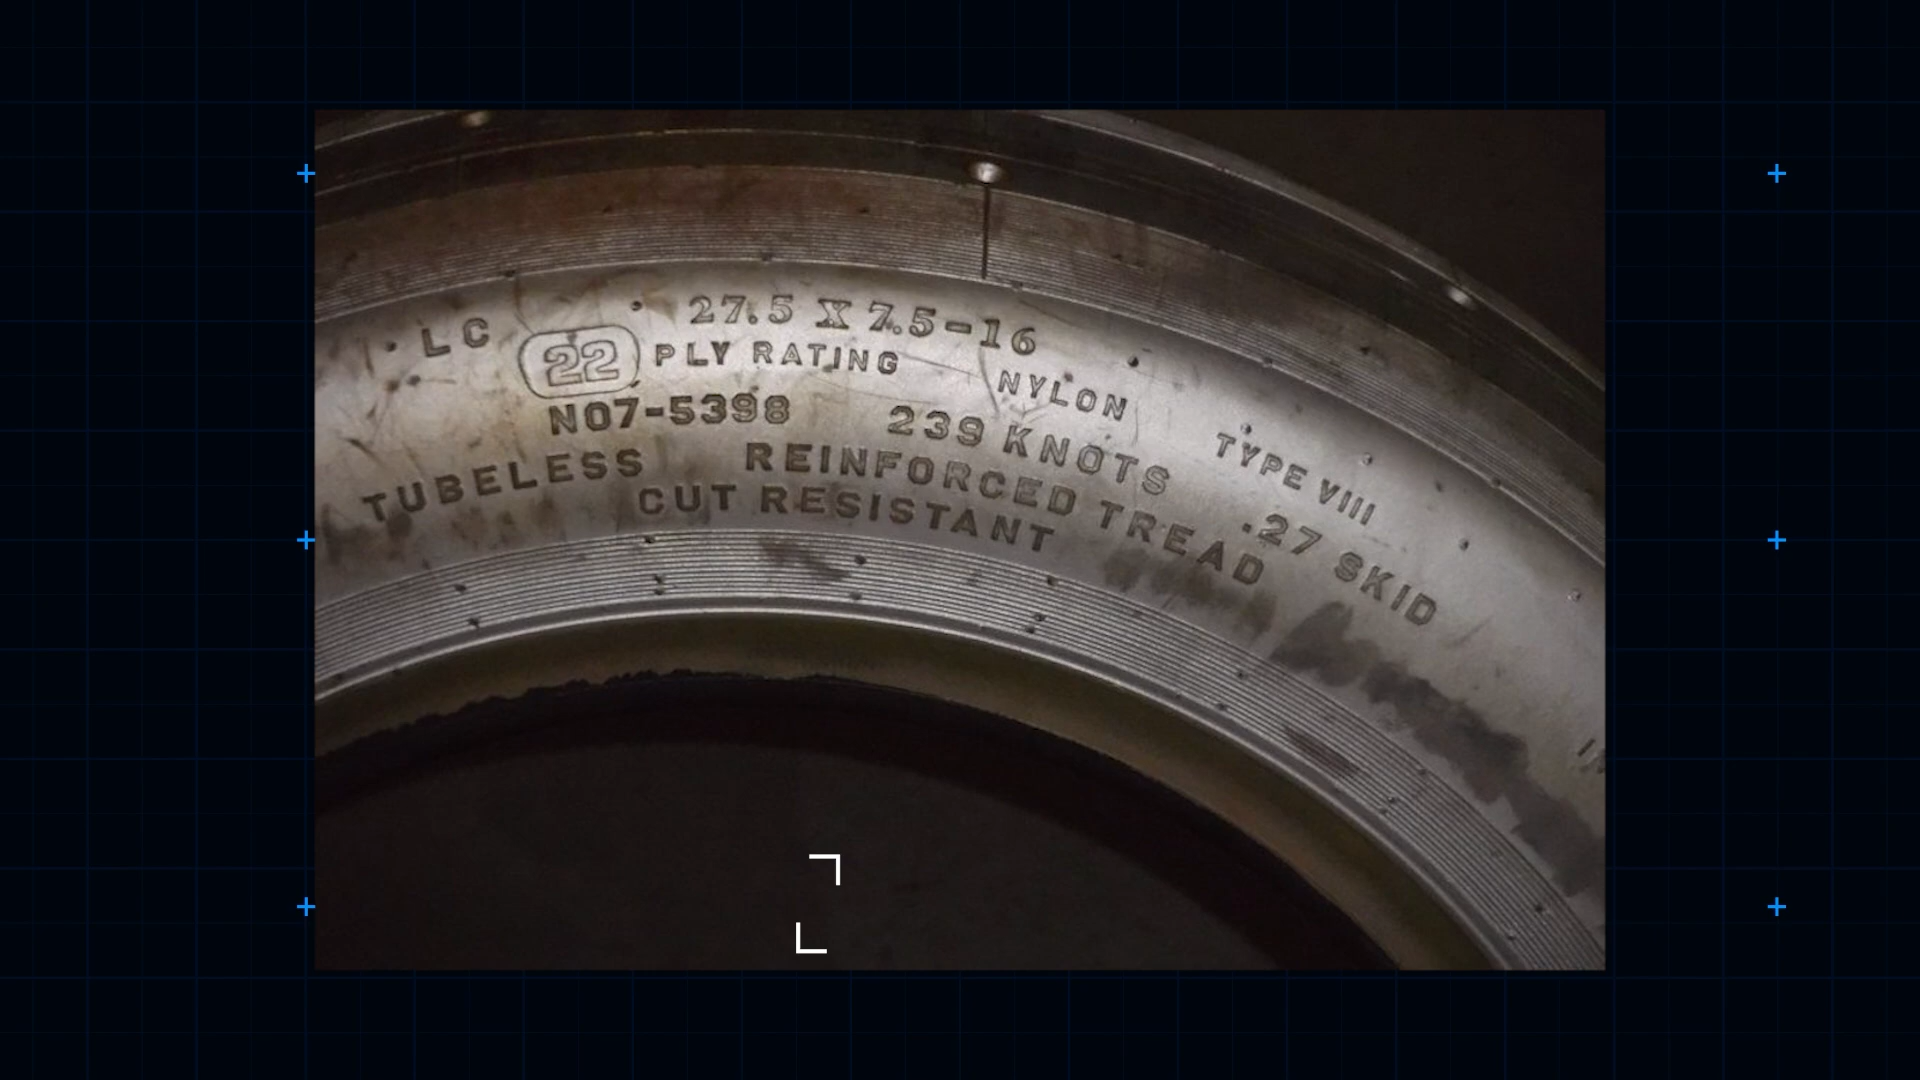 LC
27.5 X 7.5-16
22 PLY RATING
NYLON
TYPE VIII
N07-5398
239 KNOTS
.27 SKID
TUBELESS
REINFORCED TREAD
CUT RESISTANT